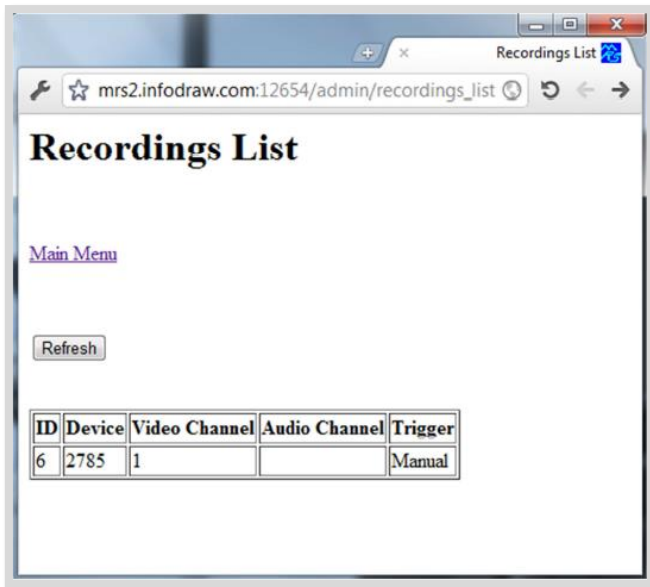 Recordings List
mrs2.infodraw.com:12654/admin/recordings_list
Recordings List
Main Menu
Refresh
ID Device Video Channel Audio Channel Trigger
6 2785 1 Manual